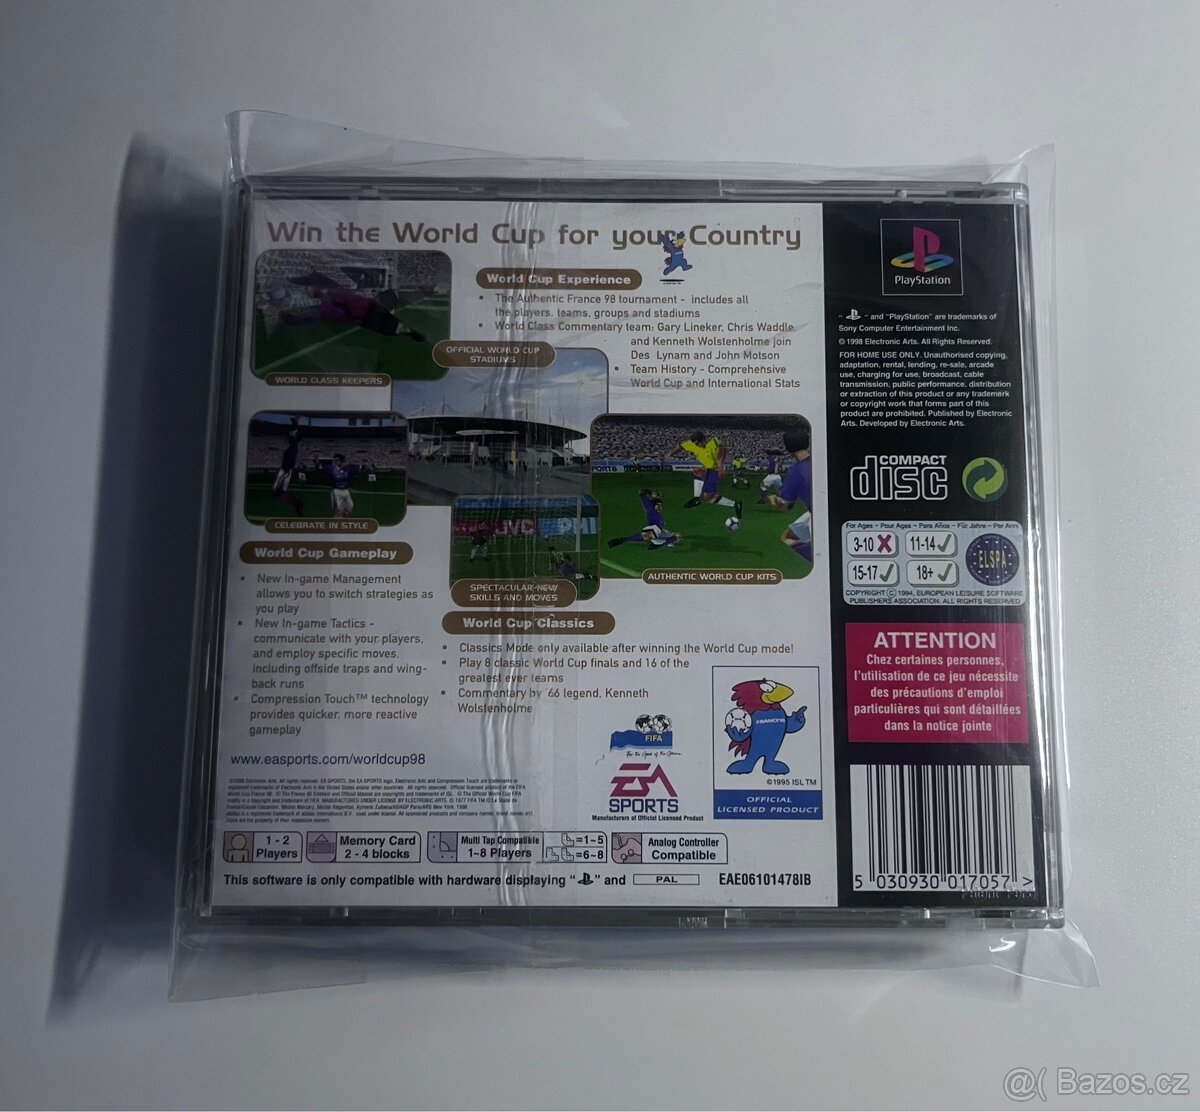 Win the World Cup for your Country
World Cup Experience
• The Authentic France 98 tournament - includes all
the players, teams, groups and stadiums
• World Class Commentary team: Gary Lineker, Chris Waddle,
and Kenneth Wolstenholme join
Des Lynam and John Motson
• Team History - Comprehensive
World Cup and International Stats
WORLD CLASS KEEPERS
OFFICIAL WORLD CUP
STADIUMS
CELEBRATE IN STYLE
JVC
PHI
SPECTACULAR NEW
SKILLS AND MOVES
AUTHENTIC WORLD CUP KITS
World Cup Gameplay
• New In-game Management
allows you to switch strategies as
you play
• New In-game Tactics -
communicate with your players,
and employ specific moves,
including offside traps and wing-
back runs
• Compression Touch™ technology
provides quicker, more reactive
gameplay
World Cup Classics
• Classics Mode only available after winning the World Cup mode!
• Play 8 classic World Cup finals and 16 of the
greatest ever teams
• Commentary by '66 legend, Kenneth
Wolstenholme
www.easports.com/worldcup98
FIFA
For the Good of the Game
EA
SPORTS
Manufacturers of Official Licensed Product
FRANCE 98
©1995 ISL™
OFFICIAL
LICENSED PRODUCT
1 - 2
Players
Memory Card
2 - 4 blocks
Multi Tap Compatible
1~8 Players
=1~5
=6~8
Analog Controller
Compatible
This software is only compatible with hardware displaying " " and PAL EAE06101478IB
PlayStation
" " and "PlayStation" are trademarks of
Sony Computer Entertainment Inc.
© 1998 Electronic Arts. All Rights Reserved.
FOR HOME USE ONLY. Unauthorised copying,
adaptation, rental, lending, re-sale, arcade
use, charging for use, broadcast, cable
transmission, public performance, distribution
or extraction of this product or any trademark
or copyright work that forms part of this
product are prohibited. Published by Electronic
Arts. Developed by Electronic Arts.
COMPACT
disc
For Ages - Pour Ages - Para Años - Für Jahre - Per Anni
3-10 11-14
15-17 18+
ELSPA
COPYRIGHT © 1994, EUROPEAN LEISURE SOFTWARE
PUBLISHERS ASSOCIATION. ALL RIGHTS RESERVED
ATTENTION
Chez certaines personnes,
l'utilisation de ce jeu nécessite
des précautions d'emploi
particulières qui sont détaillées
dans la notice jointe
5 030930 017057 >
@( Bazos.cz